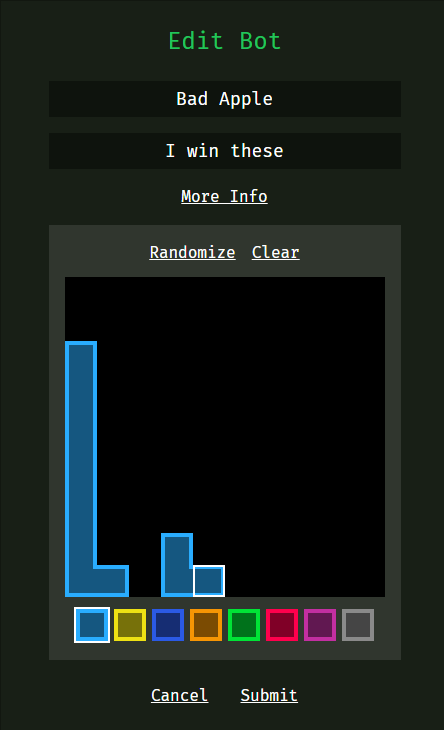 Edit Bot
Bad Apple
I win these
More Info
Randomize Clear
Cancel Submit